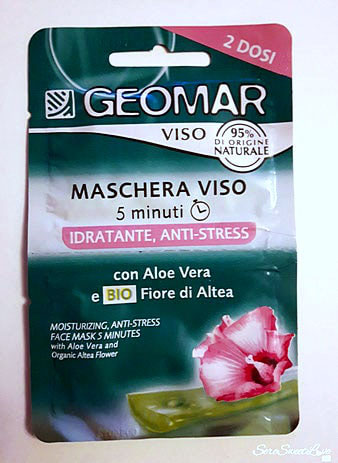 2 DOSI
GEOMAR
VISO
95%
DI ORIGINE
NATURALE
MASCHERA VISO
5 minuti
IDRATANTE, ANTI-STRESS
con Aloe Vera
e BIO Fiore di Altea
MOISTURIZING, ANTI-STRESS
FACE MASK 5 MINUTES
with Aloe Vera and
Organic Altea Flower